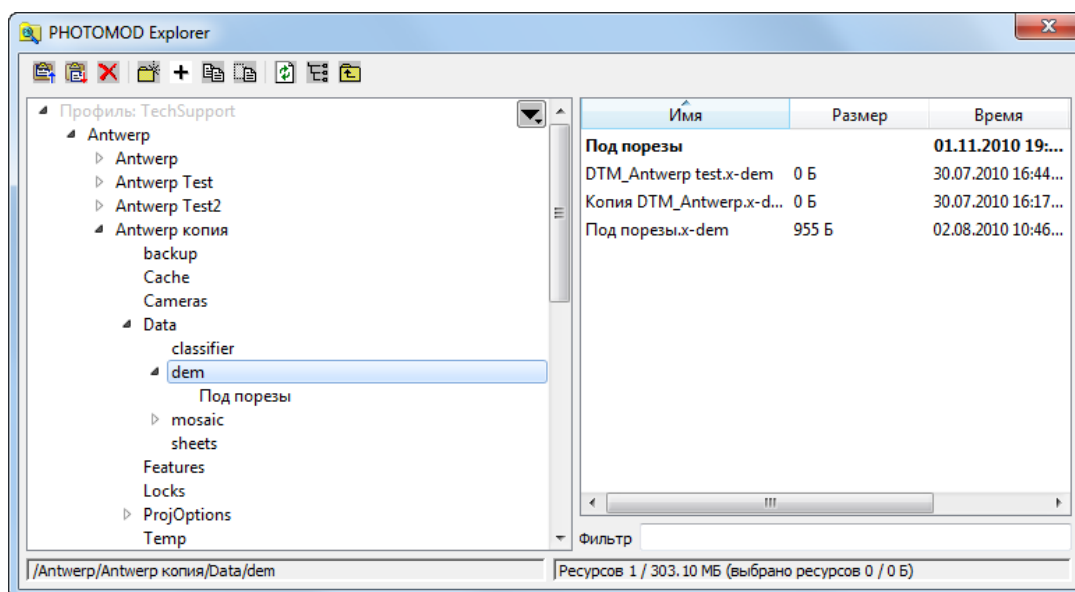 PHOTOMOD Explorer
Профиль: TechSupport
Antwerp
Antwerp
Antwerp Test
Antwerp Test2
Antwerp копия
backup
Cache
Cameras
Data
classifier
dem
Под порезы
mosaic
sheets
Features
Locks
ProjOptions
Temp
Имя Размер Время
Под порезы 01.11.2010 19:...
DTM_Antwerp test.x-dem 0 Б 30.07.2010 16:44...
Копия DTM_Antwerp.x-d... 0 Б 30.07.2010 16:17...
Под порезы.x-dem 955 Б 02.08.2010 10:46...
Фильтр
/Antwerp/Antwerp копия/Data/dem
Ресурсов 1 / 303.10 МБ (выбрано ресурсов 0 / 0 Б)